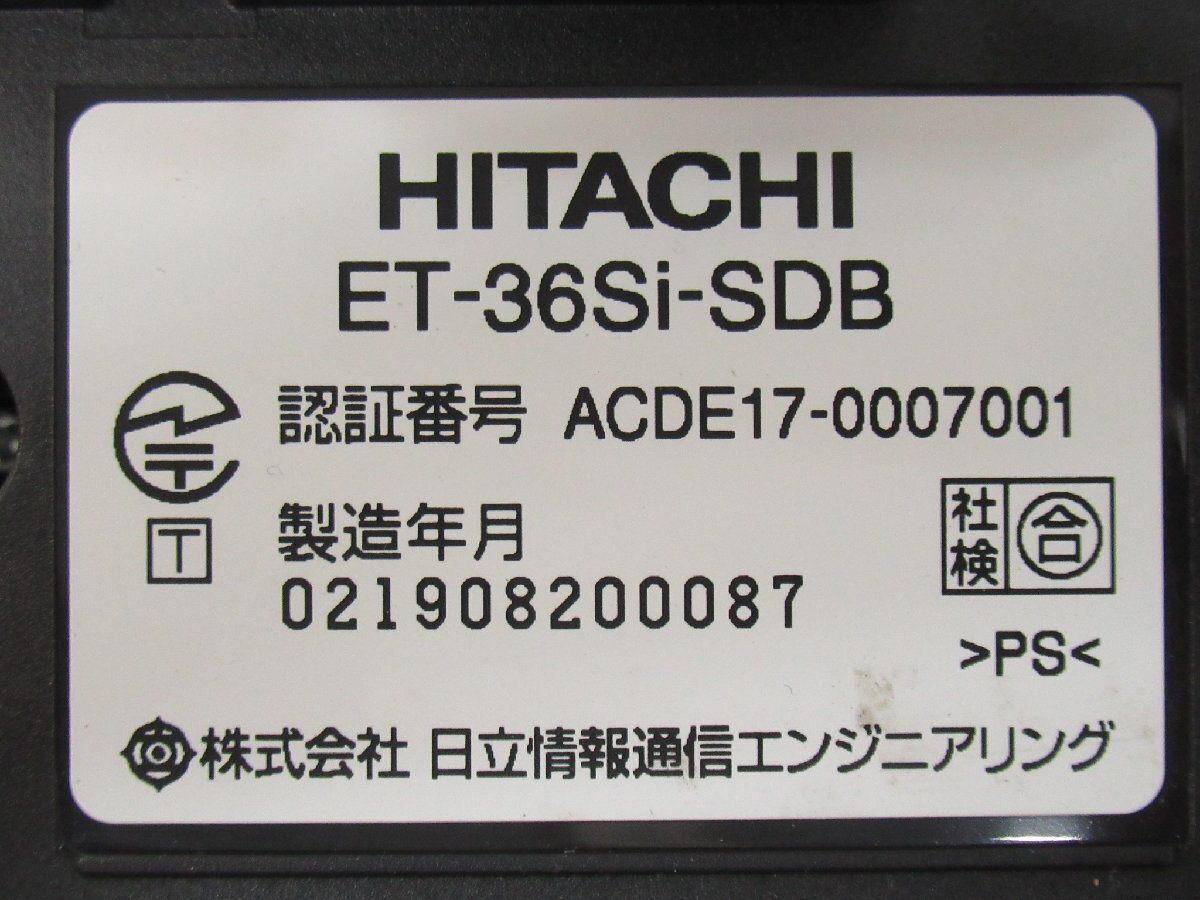 HITACHI
ET-36Si-SDB
認証番号 ACDE17-0007001
T
製造年月
021908200087
社検 合
>PS<
株式会社 日立情報通信エンジニアリング